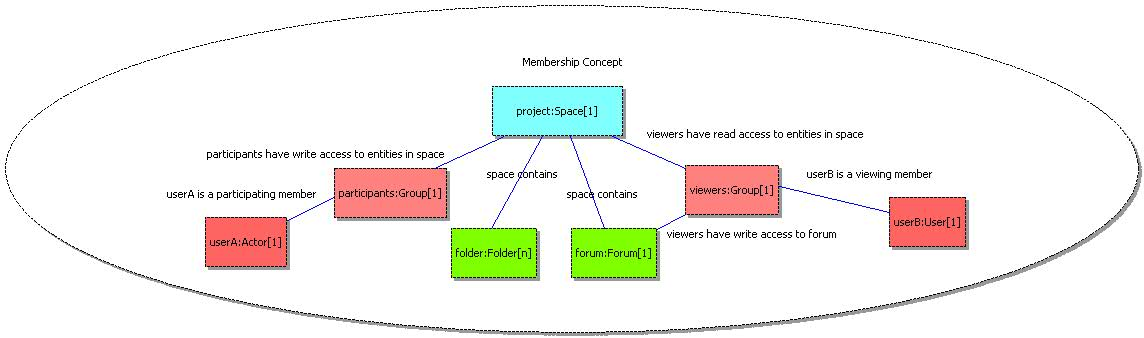 Membership Concept
project:Space[1]
viewers have read access to entities in space
participants have write access to entities in space
space contains
space contains
userB is a viewing member
userA is a participating member
participants:Group[1]
viewers:Group[1]
userB:User[1]
viewers have write access to forum
userA:Actor[1]
folder:Folder[n]
forum:Forum[1]